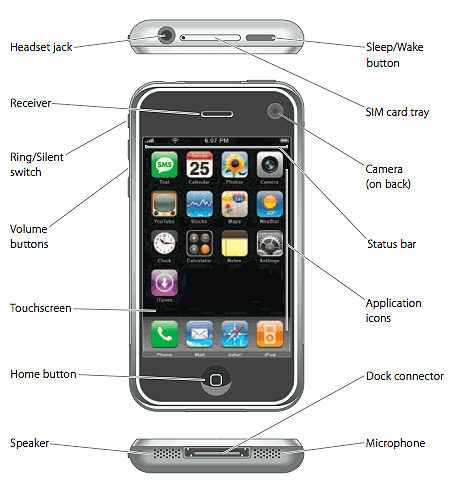 Headset jack
Sleep/Wake
button
SIM card tray
Receiver
Ring/Silent
switch
Camera
(on back)
Volume
buttons
Status bar
6:07 PM
SMS
Tuesday
25
20°
Text Calendar Photos Camera
YouTube Stocks Maps Weather
Clock Calculator Notes Settings
iTunes
Touchscreen
Application
icons
Phone Mail Safari iPod
Home button
Dock connector
Speaker
Microphone